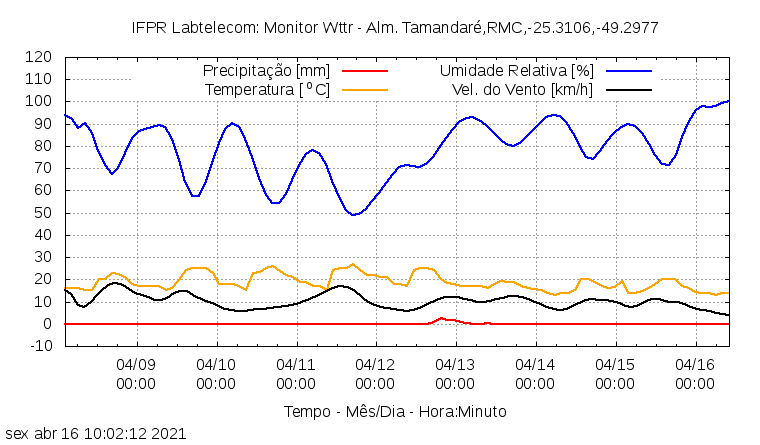 IFPR Labtelecom: Monitor Wttr - Alm. Tamandaré,RMC,-25.3106,-49.2977
120
110
Precipitação [mm] Umidade Relativa [%]
Temperatura [ ⁰C] Vel. do Vento [km/h]
100
90
80
70
60
50
40
30
20
10
0
-10
04/09 04/10 04/11 04/12 04/13 04/14 04/15 04/16
00:00 00:00 00:00 00:00 00:00 00:00 00:00 00:00
Tempo - Mês/Dia - Hora:Minuto
sex abr 16 10:02:12 2021